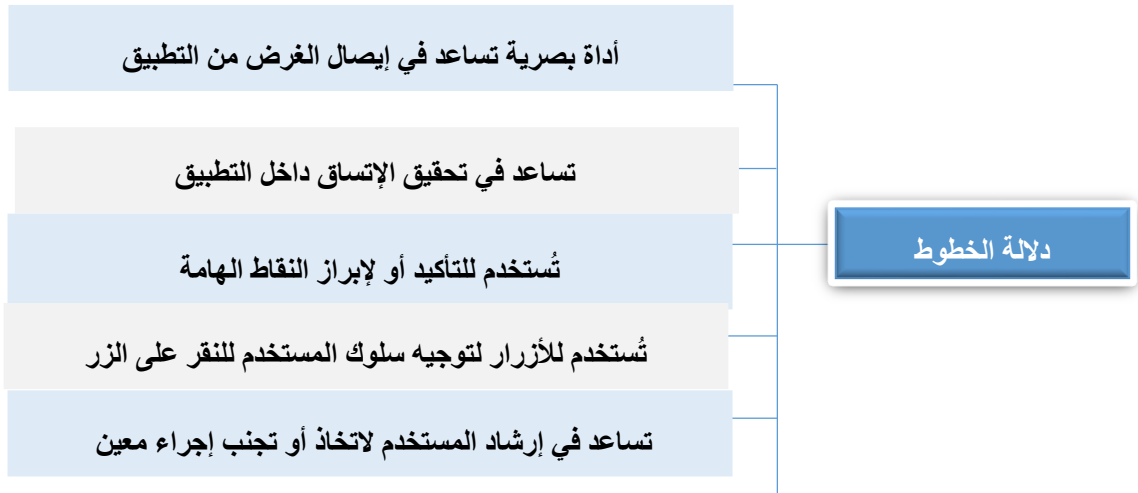 دلالة الخطوط
أداة بصرية تساعد في إيصال الغرض من التطبيق
تساعد في تحقيق الإتساق داخل التطبيق
تُستخدم للتأكيد أو لإبراز النقاط الهامة
تُستخدم للأزرار لتوجيه سلوك المستخدم للنقر على الزر
تساعد في إرشاد المستخدم لاتخاذ أو تجنب إجراء معين